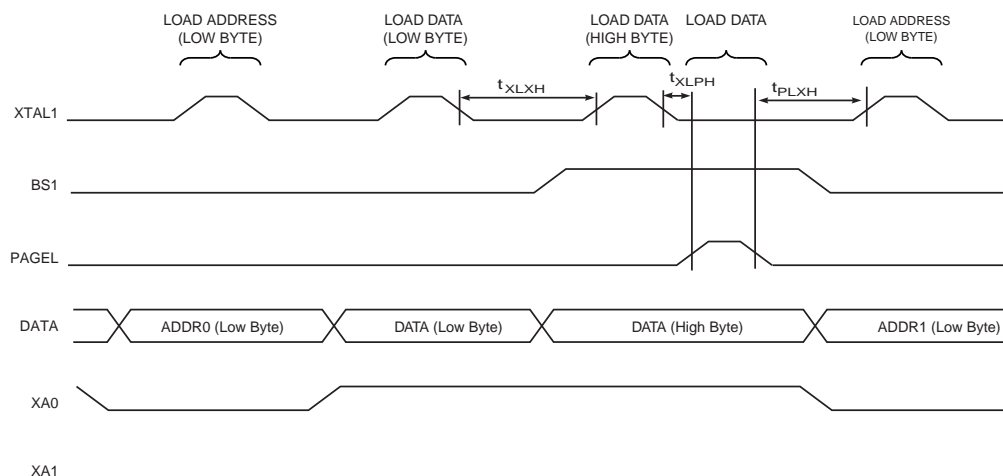 LOAD ADDRESS
(LOW BYTE)
LOAD DATA
(LOW BYTE)
LOAD DATA
(HIGH BYTE)
LOAD DATA
LOAD ADDRESS
(LOW BYTE)
tXLXH
tXLPH
tPLXH
XTAL1
BS1
PAGEL
DATA
ADDR0 (Low Byte)
DATA (Low Byte)
DATA (High Byte)
ADDR1 (Low Byte)
XA0
XA1